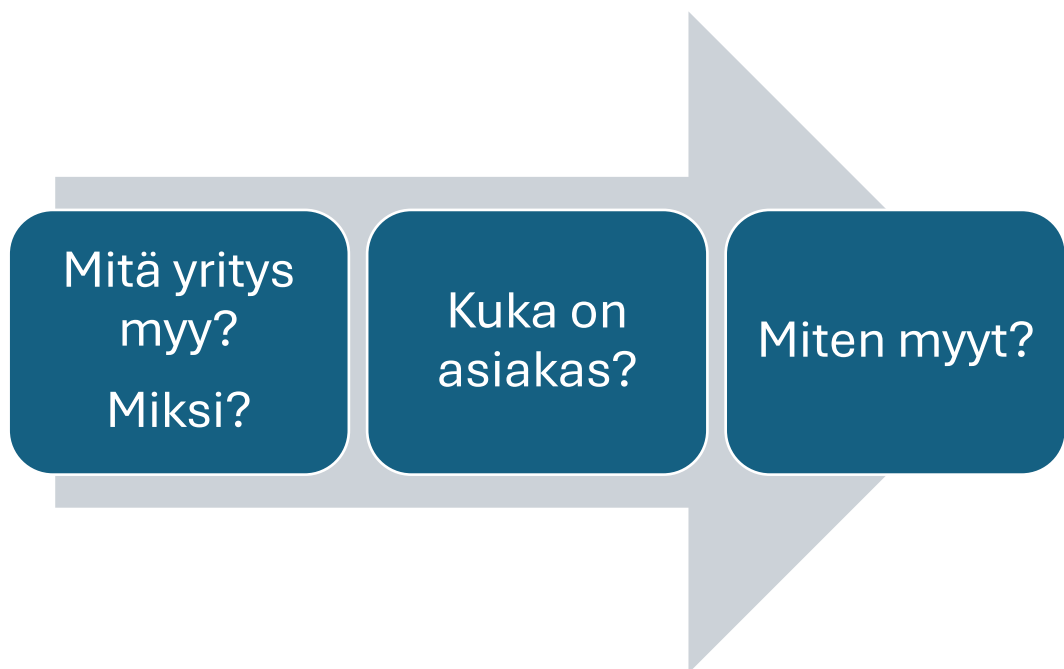 Mitä yritys
myy?
Miksi?
Kuka on
asiakas?
Miten myyt?